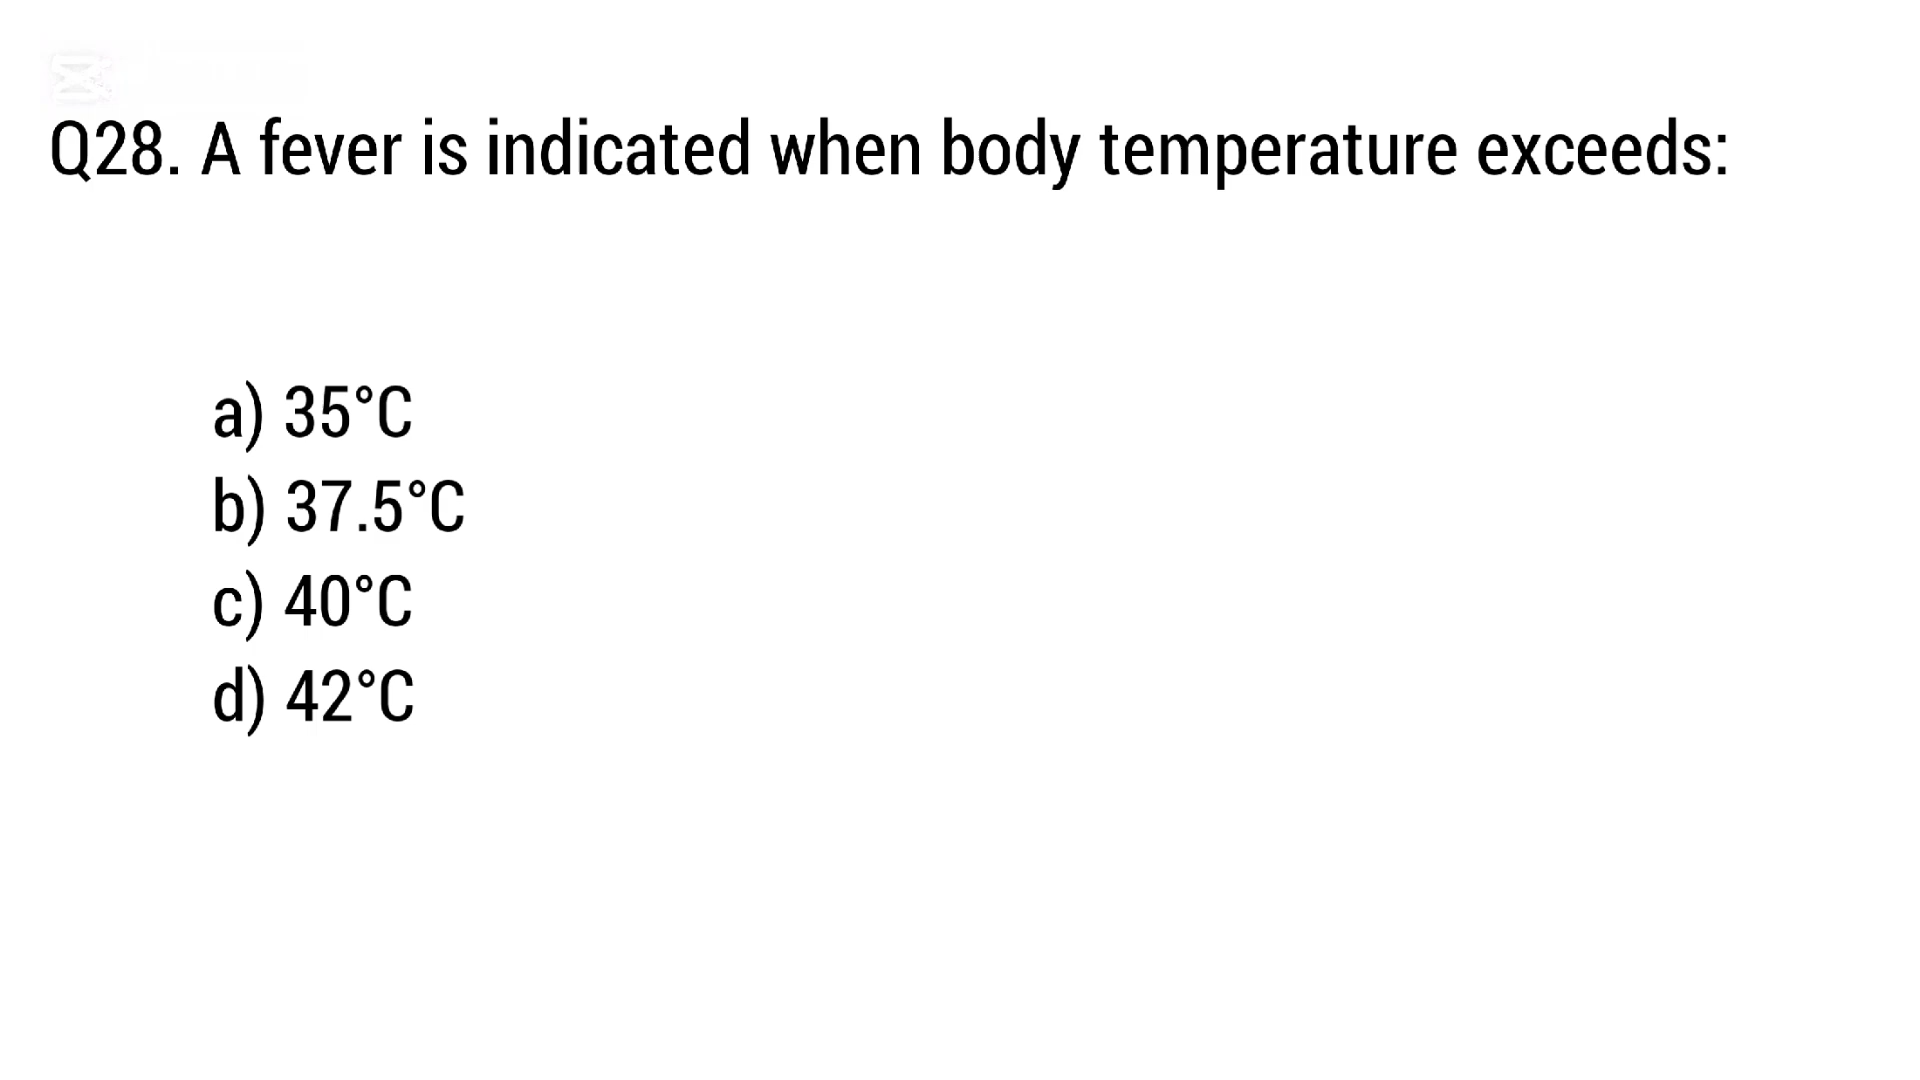 Q28. A fever is indicated when body temperature exceeds:
a) 35°C
b) 37.5°C
c) 40°C
d) 42°C